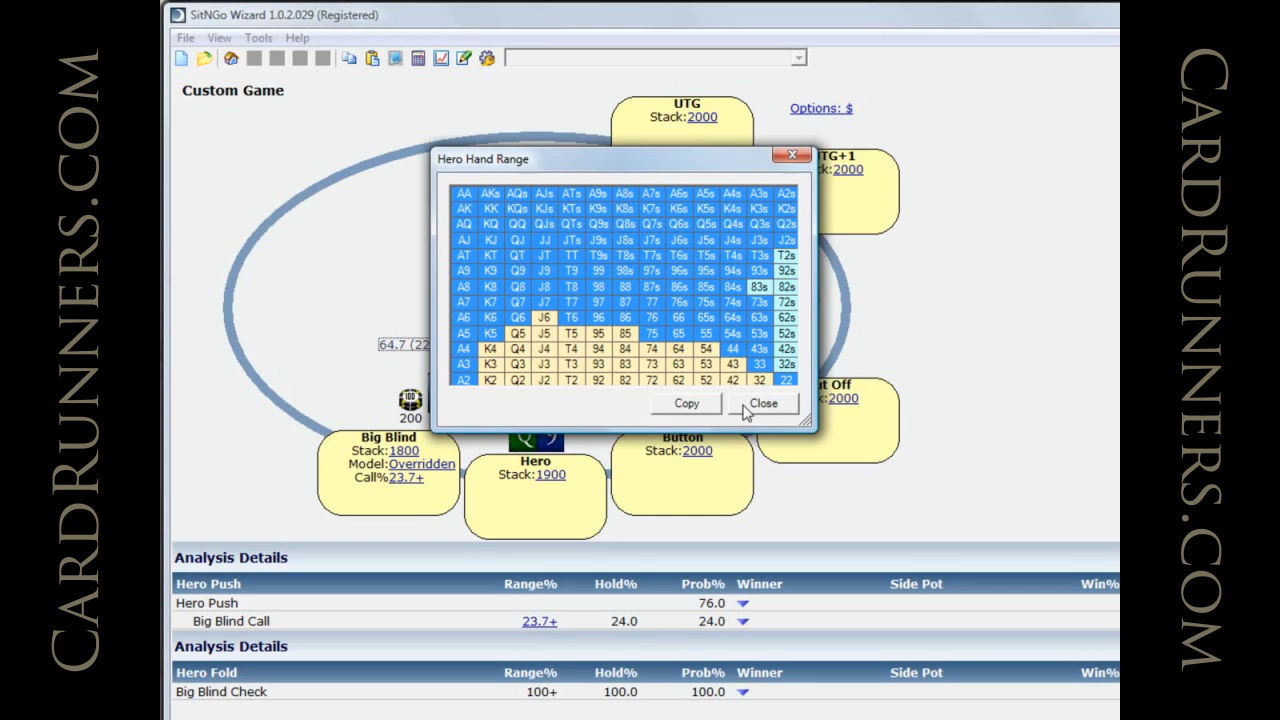 CARDRUNNERS.COM
SitNGo Wizard 1.0.2.029 (Registered)
File View Tools Help
Custom Game
Options: $
UTG
Stack:2000
TG+1
k:2000
Hero Hand Range
AA AKs AQs AJs ATs A9s A8s A7s A6s A5s A4s A3s A2s
AK KK KQs KJs KTs K9s K8s K7s K6s K5s K4s K3s K2s
AQ KQ QQ QJs QTs Q9s Q8s Q7s Q6s Q5s Q4s Q3s Q2s
AJ KJ QJ JJ JTs J9s J8s J7s J6s J5s J4s J3s J2s
AT KT QT JT TT T9s T8s T7s T6s T5s T4s T3s T2s
A9 K9 Q9 J9 T9 99 98s 97s 96s 95s 94s 93s 92s
A8 K8 Q8 J8 T8 98 88 87s 86s 85s 84s 83s 82s
A7 K7 Q7 J7 T7 97 87 77 76s 75s 74s 73s 72s
A6 K6 Q6 J6 T6 96 86 76 66 65s 64s 63s 62s
A5 K5 Q5 J5 T5 95 85 75 65 55 54s 53s 52s
A4 K4 Q4 J4 T4 94 84 74 64 54 44 43s 42s
A3 K3 Q3 J3 T3 93 83 73 63 53 43 33 32s
A2 K2 Q2 J2 T2 92 82 72 62 52 42 32 22
Copy Close
64.7 (22
100
200
ut Off
ck:2000
Big Blind
Stack:1800
Model:Overridden
Call%23.7+
Q 9
Hero
Stack:1900
Button
Stack:2000
Analysis Details
Hero Push Range% Hold% Prob% Winner Side Pot Win%
Hero Push 76.0
Big Blind Call 23.7+ 24.0 24.0
Analysis Details
Hero Fold Range% Hold% Prob% Winner Side Pot Win%
Big Blind Check 100+ 100.0 100.0
CARDRUNNERS.COM